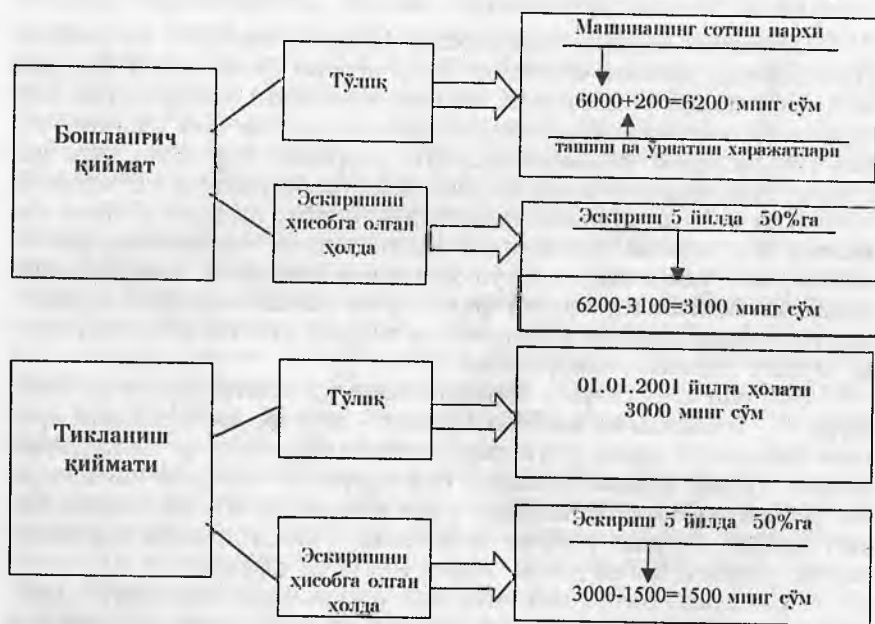 Бошланғич
қиймат
Тўлиқ
Машинанинг сотиш нархи
6000+200=6200 минг сўм
ташиш ва ўрнатиш харажатлари
Эскиришни
ҳисобга олган
ҳолда
Эскириш 5 йилда 50%га
6200-3100=3100 минг сўм
Тикланиш
қиймати
Тўлиқ
01.01.2001 йилга ҳолати
3000 минг сўм
Эскиришни
ҳисобга олган
ҳолда
Эскириш 5 йилда 50%га
3000-1500=1500 минг сўм